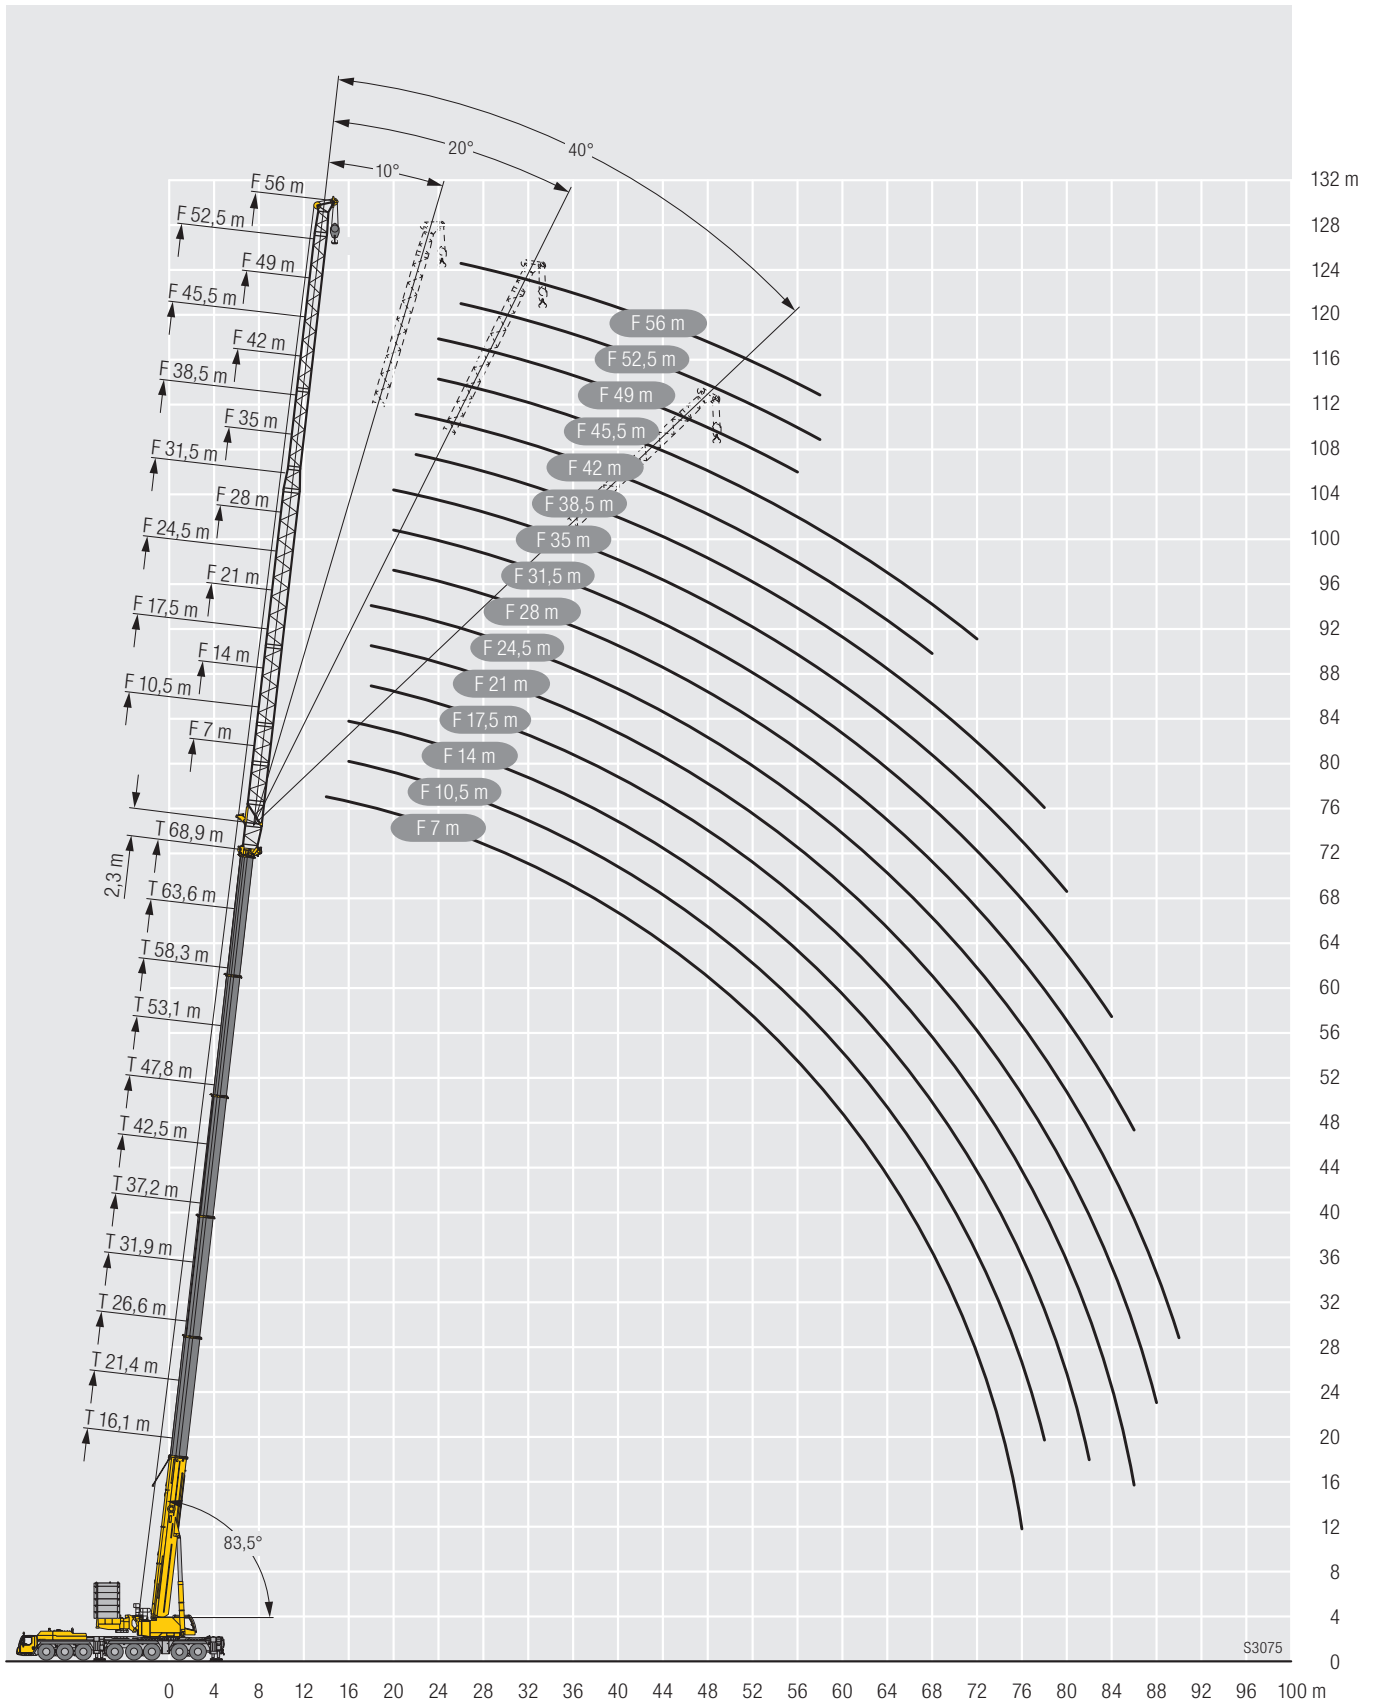 40°
20°
10°
F 56 m
132 m
F 52,5 m
128
F 49 m
124
F 45,5 m
120
F 56 m
F 42 m
116
F 52,5 m
F 38,5 m
112
F 49 m
F 35 m
108
F 45,5 m
F 31,5 m
104
F 42 m
F 28 m
F 38,5 m
F 24,5 m
100
F 35 m
F 21 m
96
F 31,5 m
F 17,5 m
92
F 28 m
F 14 m
88
F 24,5 m
F 10,5 m
84
F 21 m
F 7 m
80
F 17,5 m
F 14 m
76
F 10,5 m
T 68,9 m
72
F 7 m
2,3 m
T 63,6 m
68
T 58,3 m
64
T 53,1 m
60
56
T 47,8 m
52
T 42,5 m
48
T 37,2 m
44
40
T 31,9 m
36
T 26,6 m
32
T 21,4 m
28
24
T 16,1 m
20
16
12
83,5°
8
4
S3075
0
0 4 8 12 16 20 24 28 32 36 40 44 48 52 56 60 64 68 72 76 80 84 88 92 96 100 m